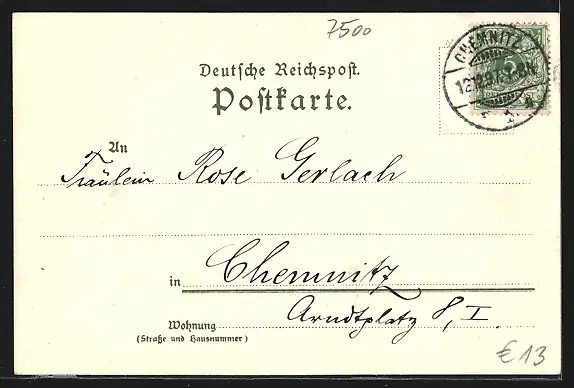 7500
CHEMNITZ
Deutsche Reichspost.
Postkarte.
An
Fräulein Rose Gerlach
in Chemnitz
Arndtplatz 8, I.
Wohnung
(Straße und Hausnummer)
€13